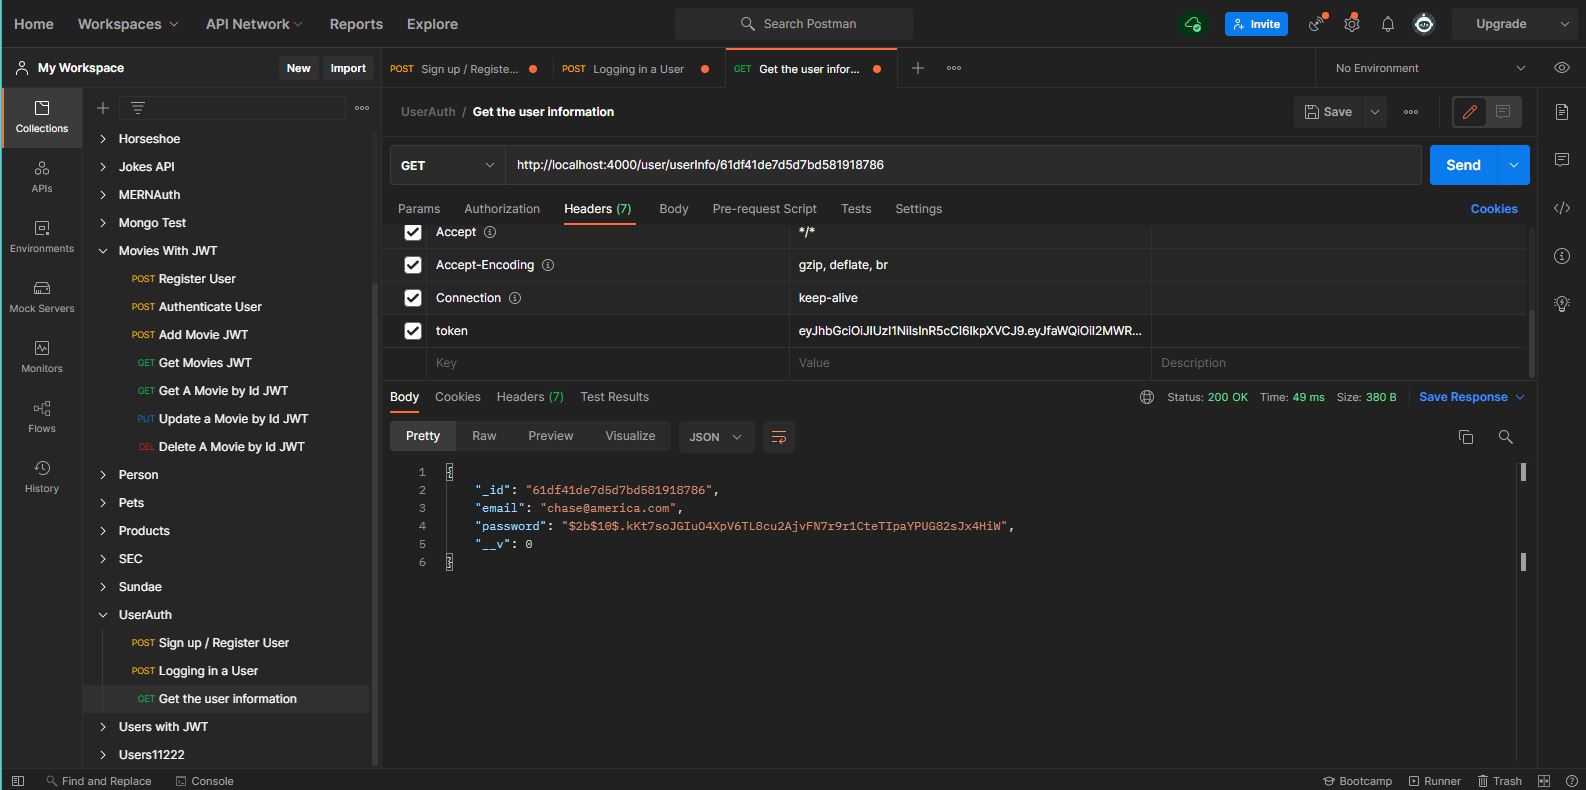 Home Workspaces API Network Reports Explore Search Postman Invite Upgrade
My Workspace New Import
POST Sign up / Registe... POST Logging in a User GET Get the user infor... No Environment
Collections
APIs
Environments
Mock Servers
Monitors
Flows
History
Horseshoe
Jokes API
MERNAuth
Mongo Test
Movies With JWT
POST Register User
POST Authenticate User
POST Add Movie JWT
GET Get Movies JWT
GET Get A Movie by Id JWT
PUT Update a Movie by Id JWT
DEL Delete A Movie by Id JWT
Person
Pets
Products
SEC
Sundae
UserAuth
POST Sign up / Register User
POST Logging in a User
GET Get the user information
Users with JWT
Users11222
UserAuth / Get the user information Save
GET http://localhost:4000/user/userInfo/61df41de7d5d7bd581918786 Send
Params Authorization Headers (7) Body Pre-request Script Tests Settings Cookies
Accept */*
Accept-Encoding gzip, deflate, br
Connection keep-alive
token eyJhbGciOiJIUzI1NiIsInR5cCI6IkpXVCJ9.eyJfaWQiOiI2MWR...
Key Value Description
Body Cookies Headers (7) Test Results Status: 200 OK Time: 49 ms Size: 380 B Save Response
Pretty Raw Preview Visualize JSON
1 {
2 "_id": "61df41de7d5d7bd581918786",
3 "email": "chase@america.com",
4 "password": "$2b$10$.kKt7soJGIuO4XpV6TL8cu2AjvFN7r9r1CteTIpaYPUG82sJx4HiW",
5 "__v": 0
6 }
Find and Replace Console Bootcamp Runner Trash